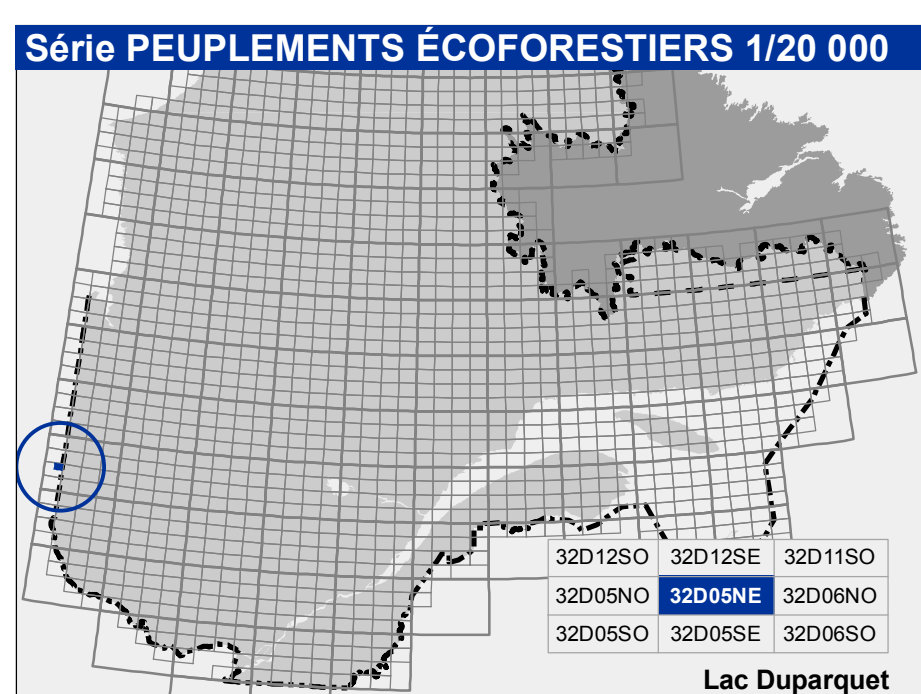 Série PEUPLEMENTS ÉCOFORESTIERS 1/20 000
32D12SO 32D12SE 32D11SO
32D05NO 32D05NE 32D06NO
32D05SO 32D05SE 32D06SO
Lac Duparquet